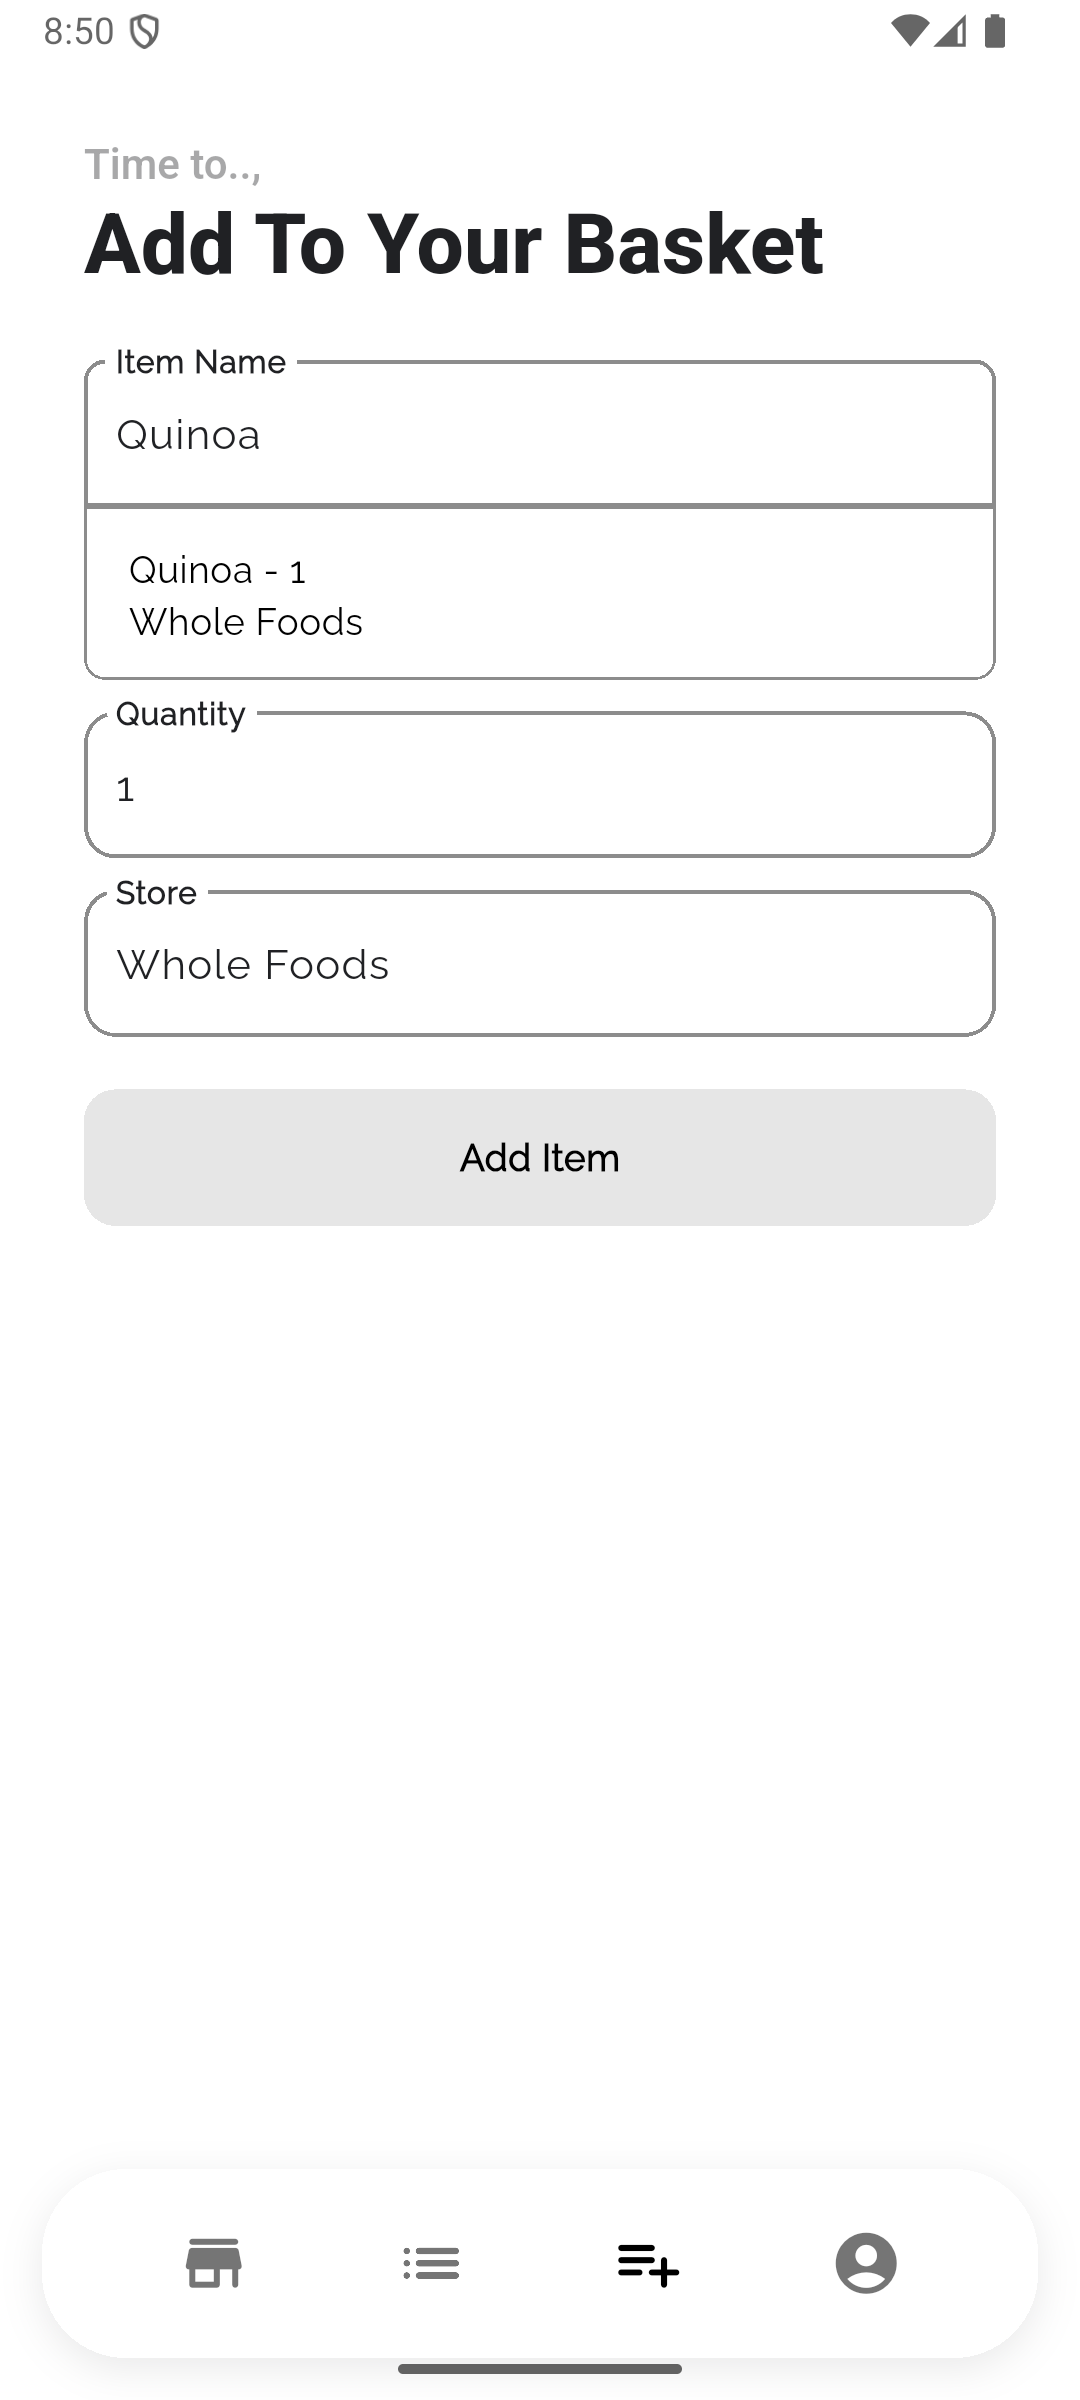 8:50
Time to..,
Add To Your Basket
Item Name
Quinoa
Quinoa - 1
Whole Foods
Quantity
1
Store
Whole Foods
Add Item